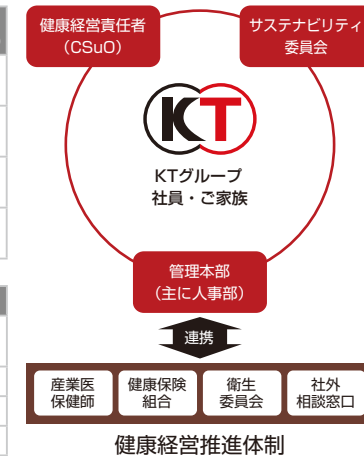 健康経営責任者
（CSuO）
サステナビリティ
委員会
KT
KTグループ
社員・ご家族
管理本部
（主に人事部）
連携
産業医
保健師
健康保険
組合
衛生
委員会
社外
相談窓口
健康経営推進体制